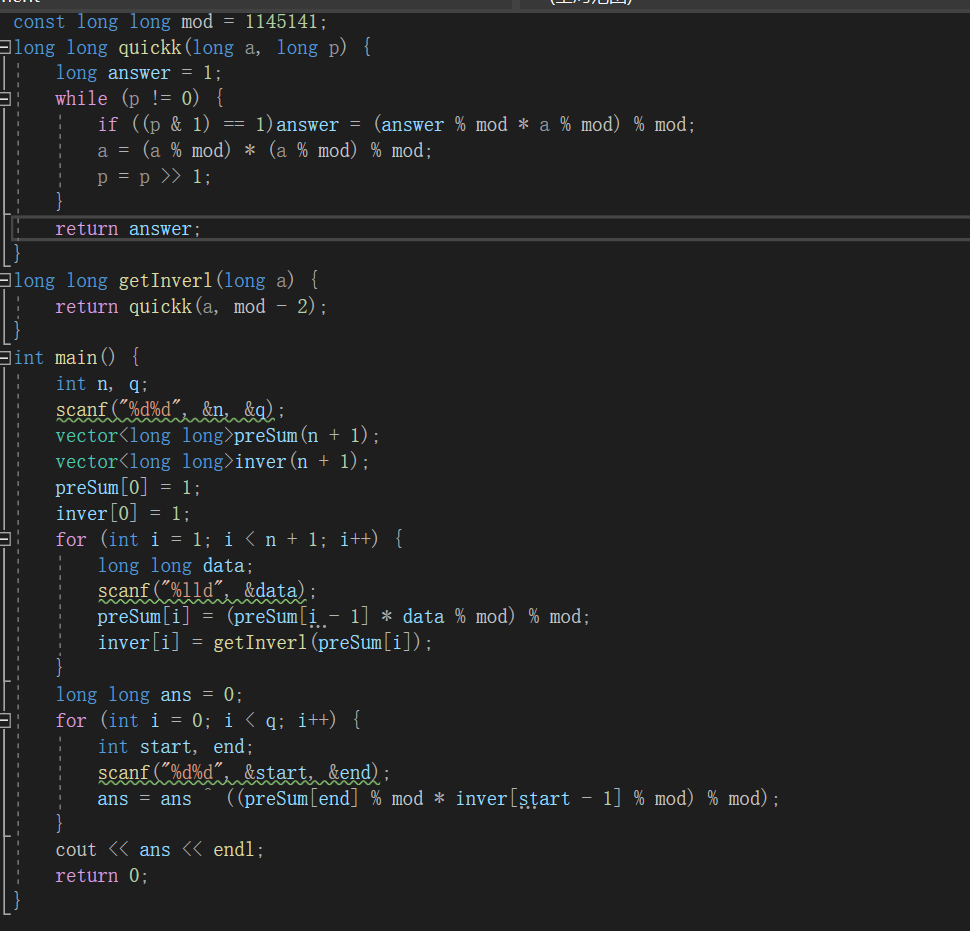 const long long mod = 1145141;
long long quickk(long a, long p) {
    long answer = 1;
    while (p != 0) {
        if ((p & 1) == 1)answer = (answer % mod * a % mod) % mod;
        a = (a % mod) * (a % mod) % mod;
        p = p >> 1;
    }
    return answer;
}
long long getInverl(long a) {
    return quickk(a, mod - 2);
}
int main() {
    int n, q;
    scanf("%d%d", &n, &q);
    vector<long long>preSum(n + 1);
    vector<long long>inver(n + 1);
    preSum[0] = 1;
    inver[0] = 1;
    for (int i = 1; i < n + 1; i++) {
        long long data;
        scanf("%lld", &data);
        preSum[i] = (preSum[i - 1] * data % mod) % mod;
        inver[i] = getInverl(preSum[i]);
    }
    long long ans = 0;
    for (int i = 0; i < q; i++) {
        int start, end;
        scanf("%d%d", &start, &end);
        ans = ans ^ ((preSum[end] % mod * inver[start - 1] % mod) % mod);
    }
    cout << ans << endl;
    return 0;
}